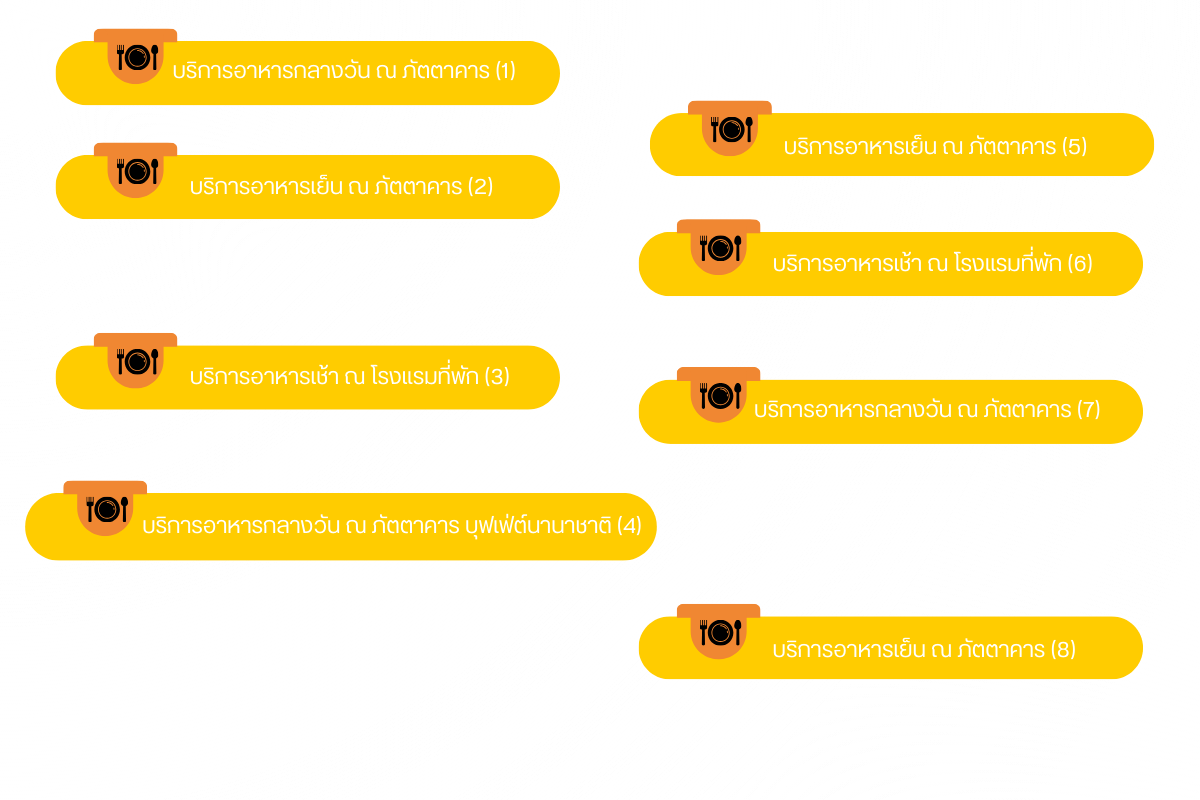 บริการอาหารกลางวัน ณ ภัตตาคาร (1)
บริการอาหารเย็น ณ ภัตตาคาร (2)
บริการอาหารเช้า ณ โรงแรมที่พัก (3)
บริการอาหารกลางวัน ณ ภัตตาคาร บุฟเฟ่ต์นานาชาติ (4)
บริการอาหารเย็น ณ ภัตตาคาร (5)
บริการอาหารเช้า ณ โรงแรมที่พัก (6)
บริการอาหารกลางวัน ณ ภัตตาคาร (7)
บริการอาหารเย็น ณ ภัตตาคาร (8)